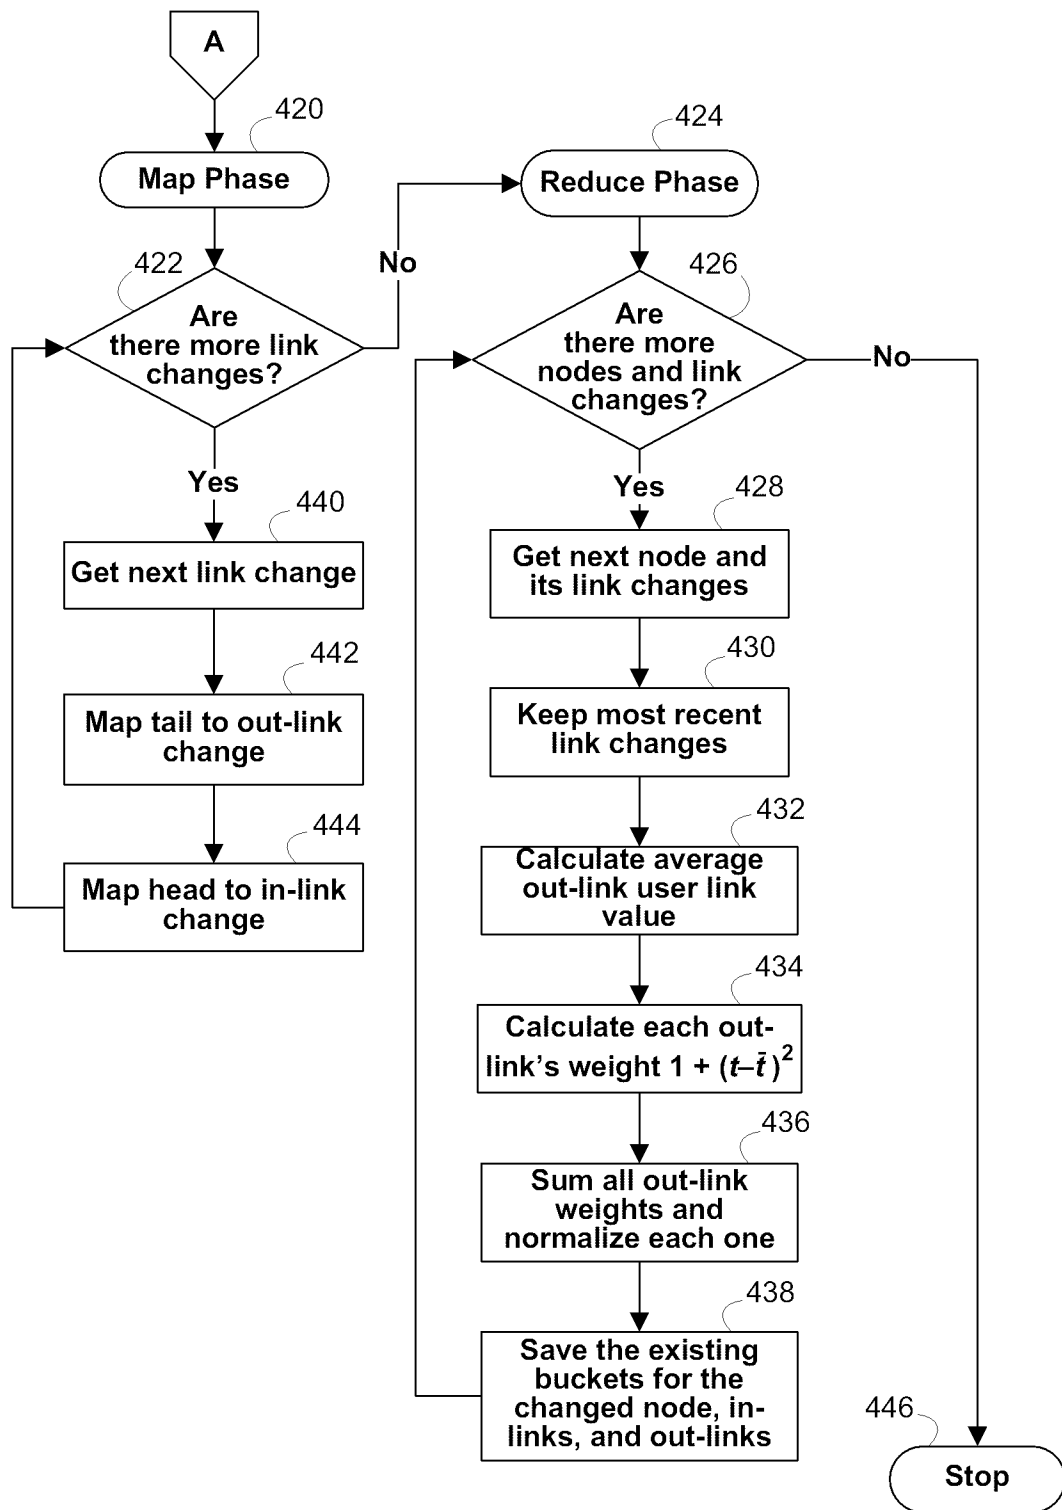 A
420
Map Phase
422
Are
there more link
changes?
No
Yes
440
Get next link change
442
Map tail to out-link
change
444
Map head to in-link
change
424
Reduce Phase
426
Are
there more
nodes and link
changes?
No
Yes
428
Get next node and
its link changes
430
Keep most recent
link changes
432
Calculate average
out-link user link
value
434
Calculate each out-
link's weight 1 + (t–t̄ )²
436
Sum all out-link
weights and
normalize each one
438
Save the existing
buckets for the
changed node, in-
links, and out-links
446
Stop